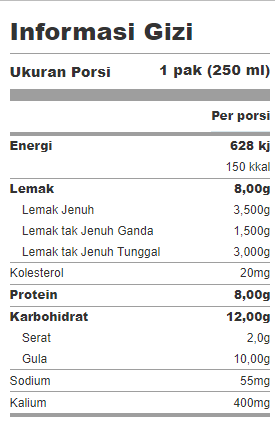 Informasi Gizi
Ukuran Porsi 1 pak (250 ml)
Per porsi
Energi 628 kj
150 kkal
Lemak 8,00g
Lemak Jenuh 3,500g
Lemak tak Jenuh Ganda 1,500g
Lemak tak Jenuh Tunggal 3,000g
Kolesterol 20mg
Protein 8,00g
Karbohidrat 12,00g
Serat 2,0g
Gula 10,00g
Sodium 55mg
Kalium 400mg